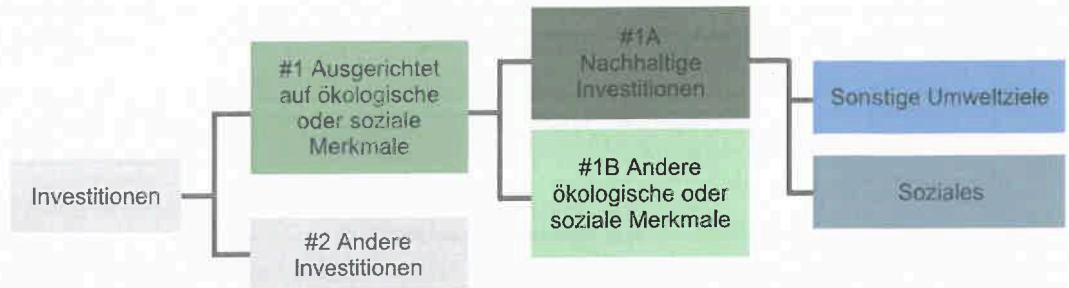 Investitionen
#1 Ausgerichtet
auf ökologische
oder soziale
Merkmale
#2 Andere
Investitionen
#1A
Nachhaltige
Investitionen
#1B Andere
ökologische oder
soziale Merkmale
Sonstige Umweltziele
Soziales